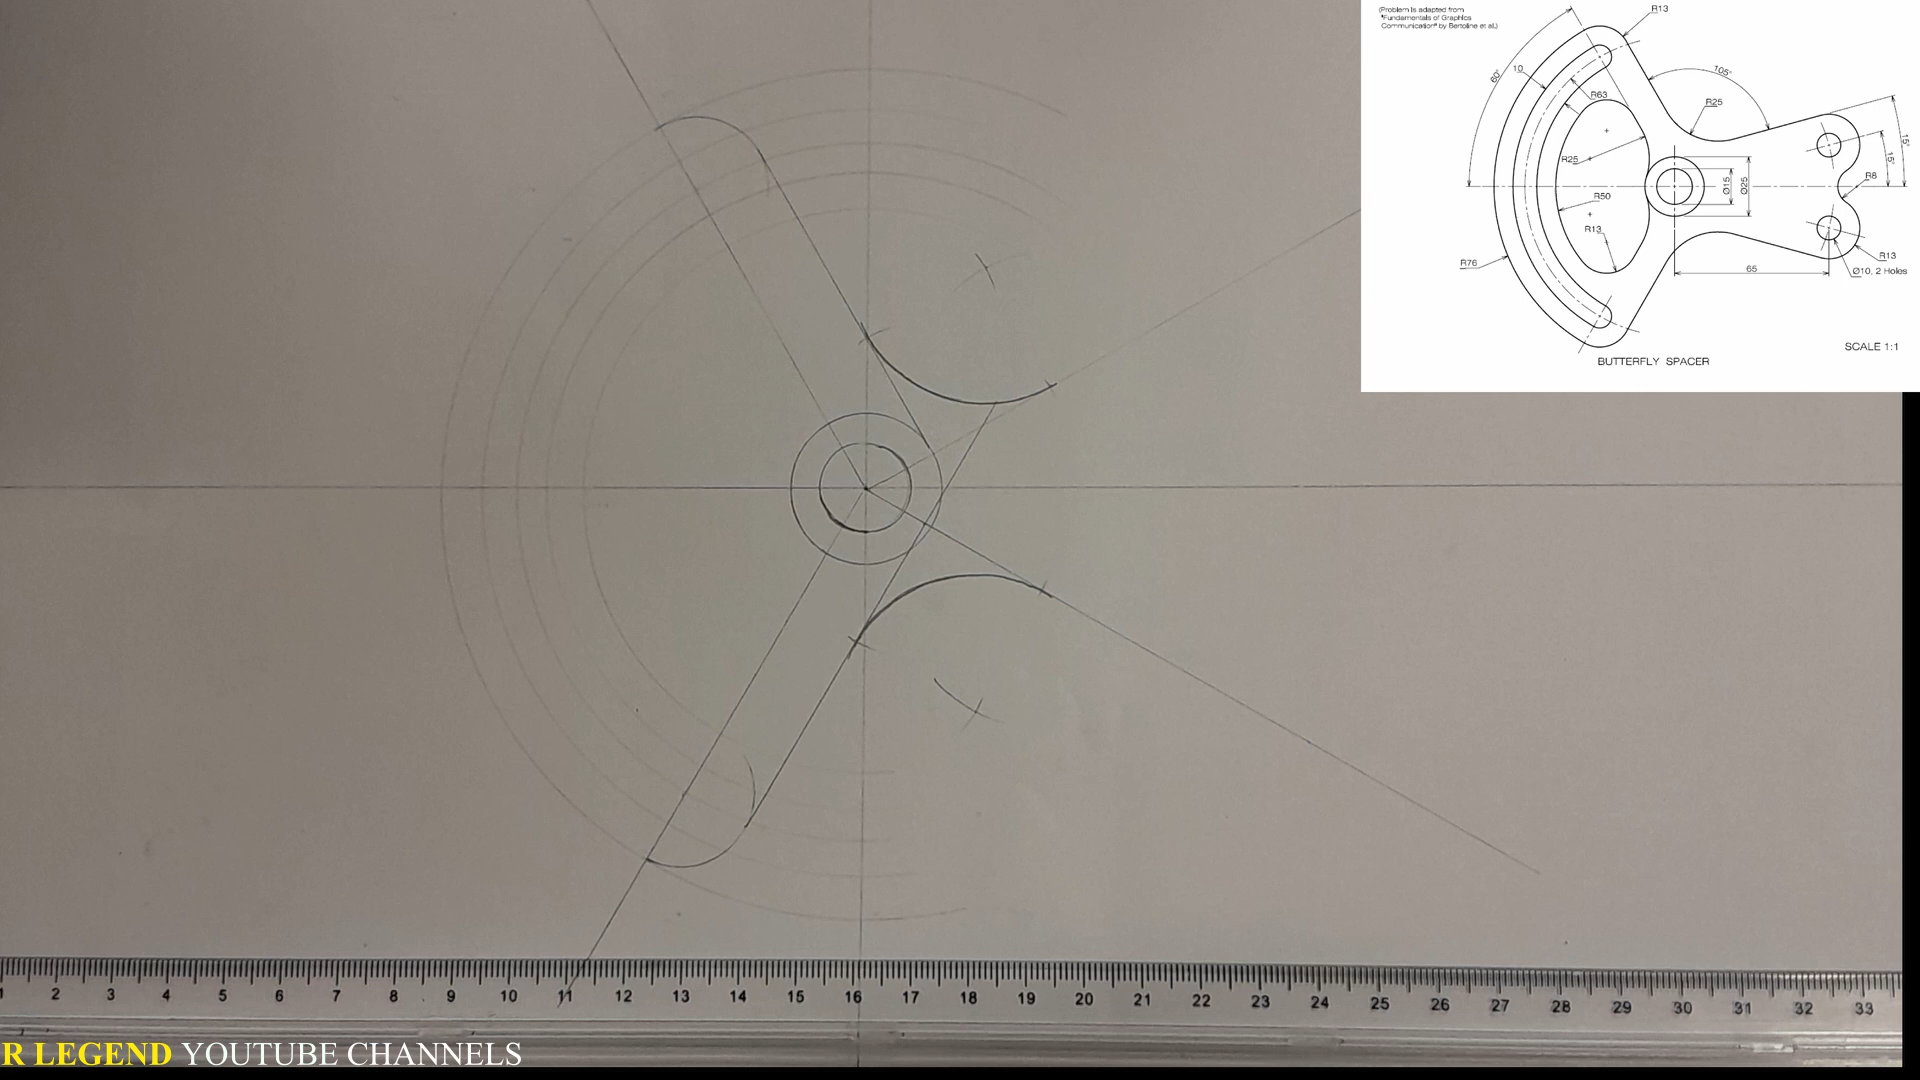 (Problem is adapted from
"Fundamentals of Graphics
Communication" by Bertoline et al.)
R13
60°
10
R63
105°
R25
15°
15°
R25
R50
R13
Ø15
Ø25
R8
R76
65
R13
Ø10, 2 Holes
SCALE 1:1
BUTTERFLY SPACER
1 2 3 4 5 6 7 8 9 10 11 12 13 14 15 16 17 18 19 20 21 22 23 24 25 26 27 28 29 30 31 32 33
R LEGEND YOUTUBE CHANNELS